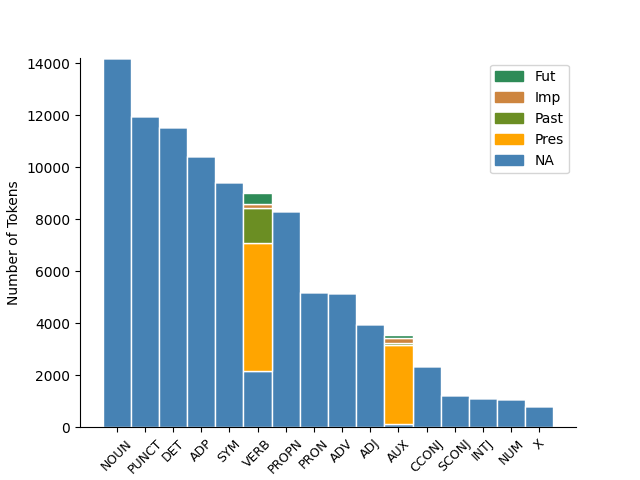 14000
12000
10000
8000
6000
4000
2000
0
Number of Tokens
Fut
Imp
Past
Pres
NA
NOUN
PUNCT
DET
ADP
SYM
VERB
PROPN
PRON
ADV
ADJ
AUX
CCONJ
SCONJ
INTJ
NUM
X